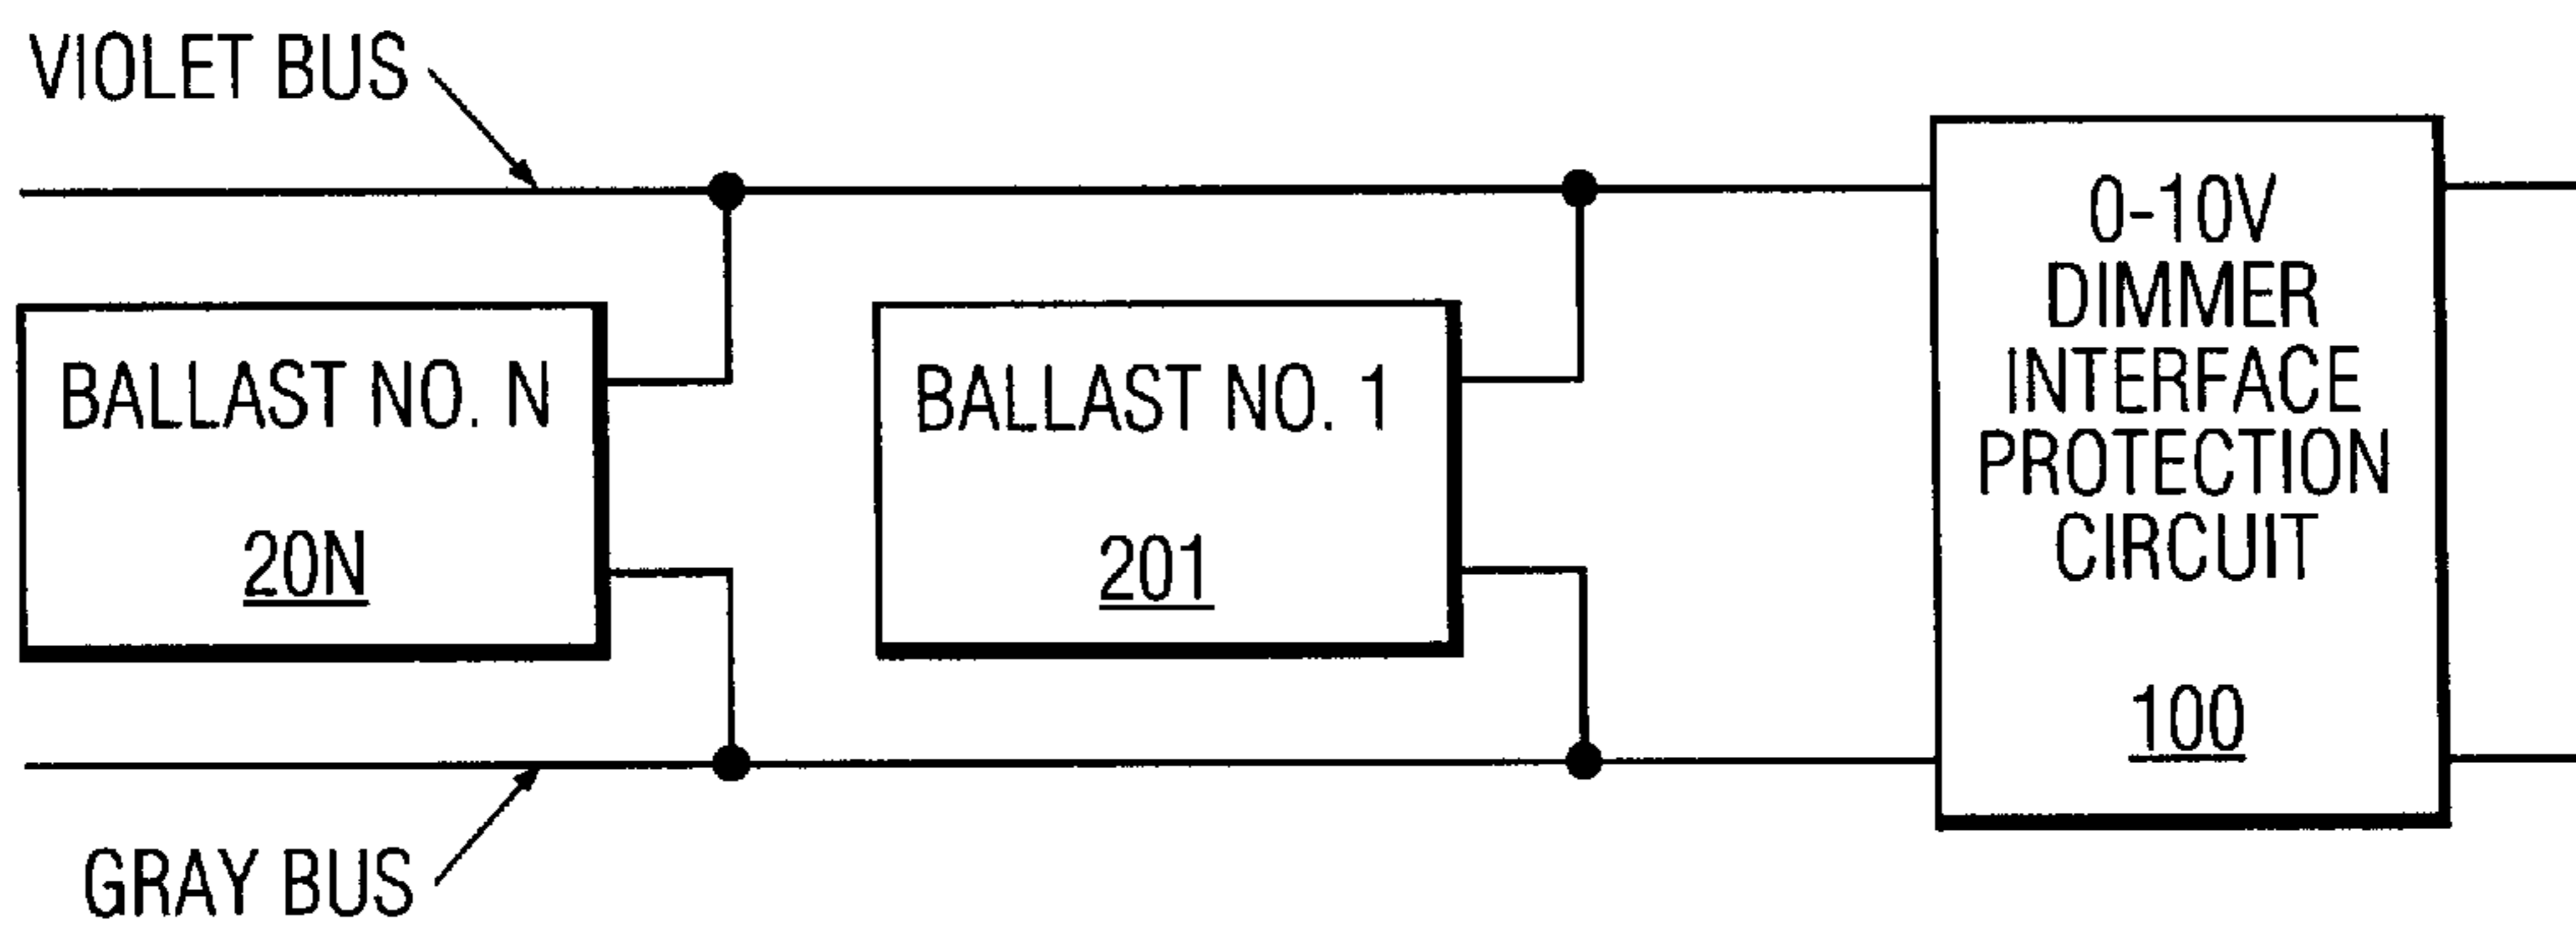 VIOLET BUS
BALLAST NO. N
20N
BALLAST NO. 1
201
0-10V
DIMMER
INTERFACE
PROTECTION
CIRCUIT
100
GRAY BUS